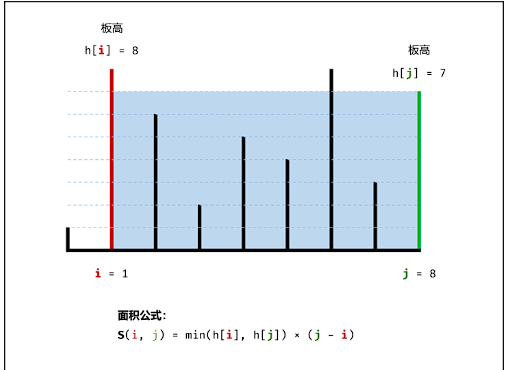 板高
h[i] = 8
板高
h[j] = 7
i = 1
j = 8
面积公式：
S(i, j) = min(h[i], h[j]) × (j - i)